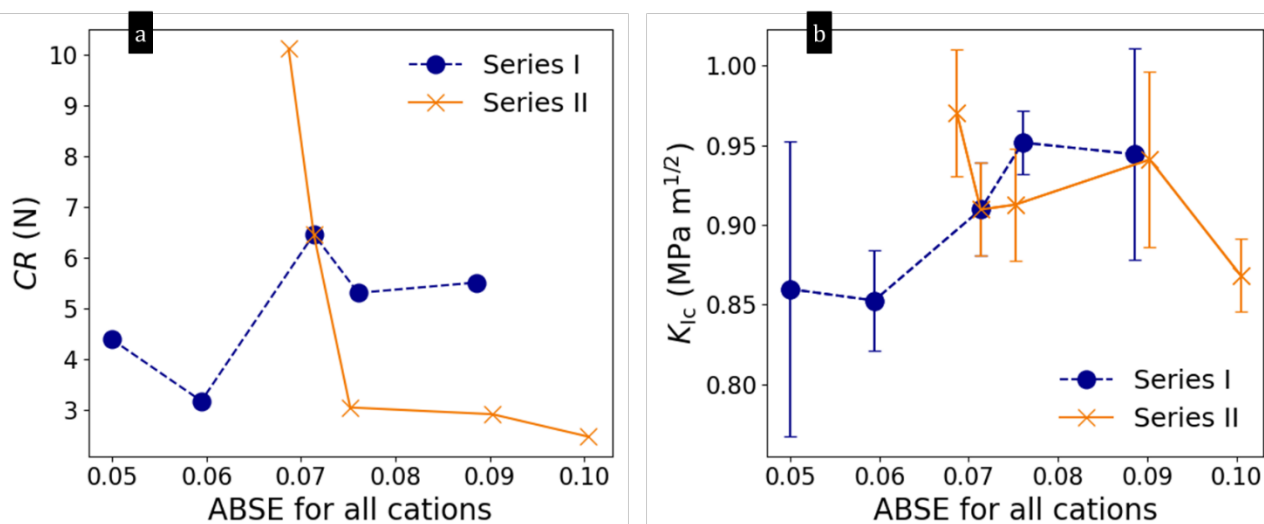 a
10
9
8
7
6
5
4
3
CR (N)
Series I
Series II
0.05 0.06 0.07 0.08 0.09 0.10
ABSE for all cations
b
1.00
0.95
0.90
0.85
0.80
K_Ic (MPa m^1/2)
Series I
Series II
0.05 0.06 0.07 0.08 0.09 0.10
ABSE for all cations